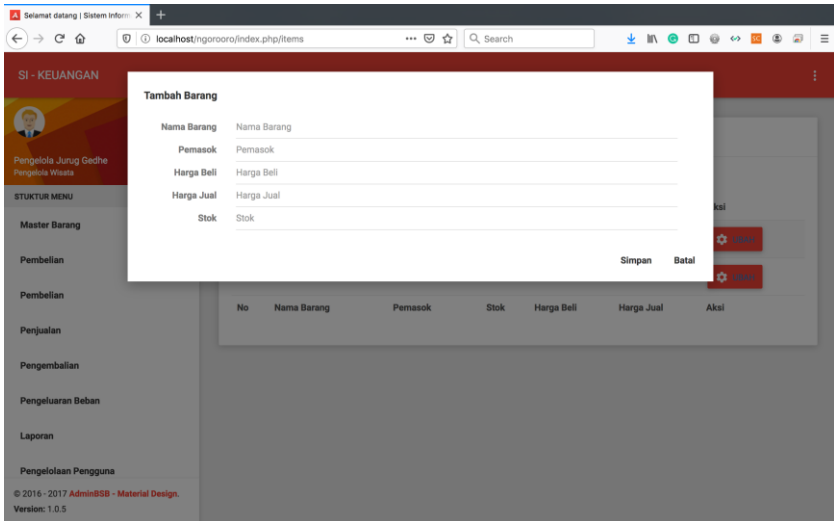 Selamat datang | Sistem Inform
localhost/ngorooro/index.php/items
Search
SI - KEUANGAN
Tambah Barang
Nama Barang Nama Barang
Pemasok Pemasok
Harga Beli Harga Beli
Harga Jual Harga Jual
Stok Stok
Simpan Batal
Pengelola Jurug Gedhe
Pengelola Wisata
STUKTUR MENU
Master Barang
Pembelian
Pembelian
Penjualan
Pengembalian
Pengeluaran Beban
Laporan
Pengelolaan Pengguna
© 2016 - 2017 AdminBSB - Material Design.
Version: 1.0.5
Aksi
No Nama Barang Pemasok Stok Harga Beli Harga Jual Aksi